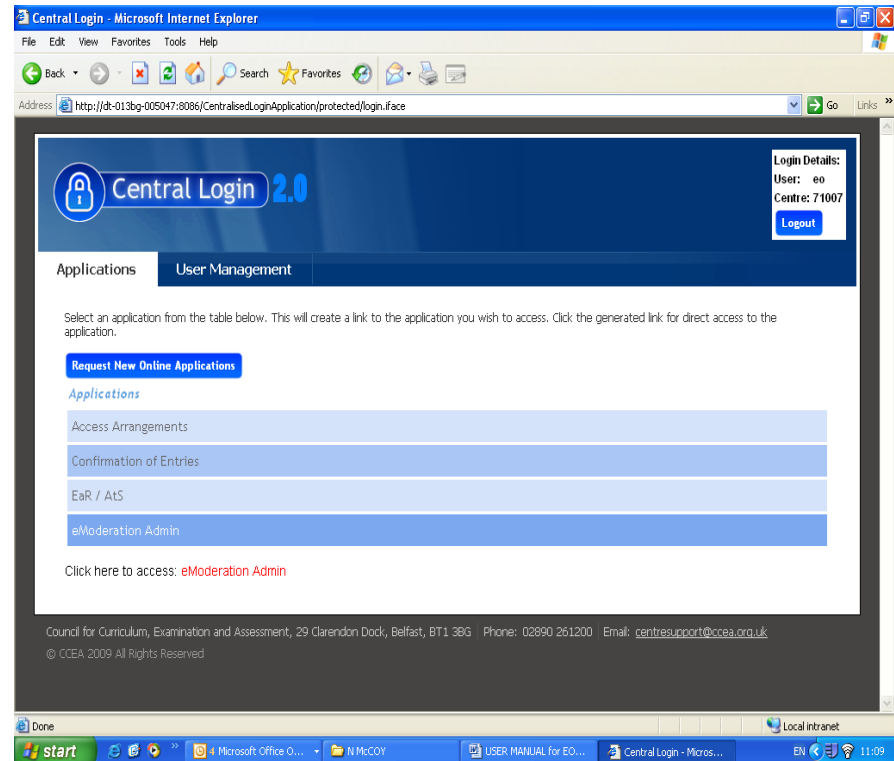 Central Login - Microsoft Internet Explorer
File Edit View Favorites Tools Help
Back Search Favorites
Address http://dt-013bg-005047:8086/CentralisedLoginApplication/protected/login.iface Go Links »
Central Login 2.0
Login Details:
User: eo
Centre: 71007
Logout
Applications User Management
Select an application from the table below. This will create a link to the application you wish to access. Click the generated link for direct access to the
application.
Request New Online Applications
Applications
Access Arrangements
Confirmation of Entries
EaR / AtS
eModeration Admin
Click here to access: eModeration Admin
Council for Curriculum, Examination and Assessment, 29 Clarendon Dock, Belfast, BT1 3BG Phone: 02890 261200 Email: centresupport@ccea.org.uk
© CCEA 2009 All Rights Reserved
Done Local intranet
start » 4 Microsoft Office O... N McCOY USER MANUAL for EO... Central Login - Micros... EN 11:09